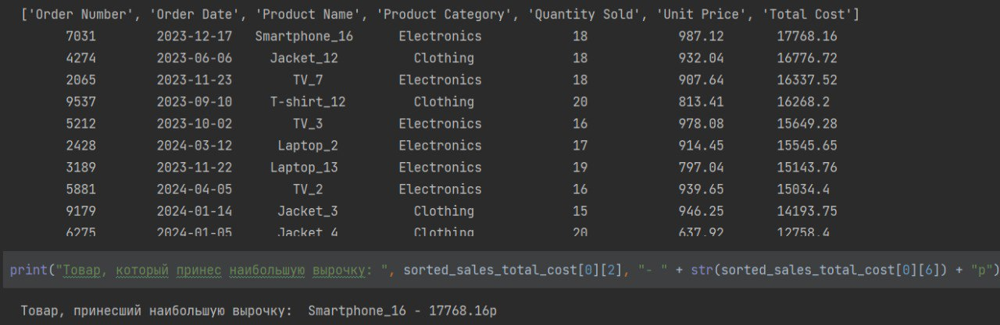 ['Order Number', 'Order Date', 'Product Name', 'Product Category', 'Quantity Sold', 'Unit Price', 'Total Cost']
7031 2023-12-17 Smartphone_16 Electronics 18 987.12 17768.16
4274 2023-06-06 Jacket_12 Clothing 18 932.04 16776.72
2065 2023-11-23 TV_7 Electronics 18 907.64 16337.52
9537 2023-09-10 T-shirt_12 Clothing 20 813.41 16268.2
5212 2023-10-02 TV_3 Electronics 16 978.08 15649.28
2428 2024-03-12 Laptop_2 Electronics 17 914.45 15545.65
3189 2023-11-22 Laptop_13 Electronics 19 797.04 15143.76
5881 2024-04-05 TV_2 Electronics 16 939.65 15034.4
9179 2024-01-14 Jacket_3 Clothing 15 946.25 14193.75
6275 2024-01-05 Jacket_4 Clothing 20 637.92 12758.4
print("Товар, который принес наибольшую вырочку: ", sorted_sales_total_cost[0][2], "- " + str(sorted_sales_total_cost[0][6]) + "р")
Товар, принесший наибольшую вырочку:  Smartphone_16 - 17768.16р